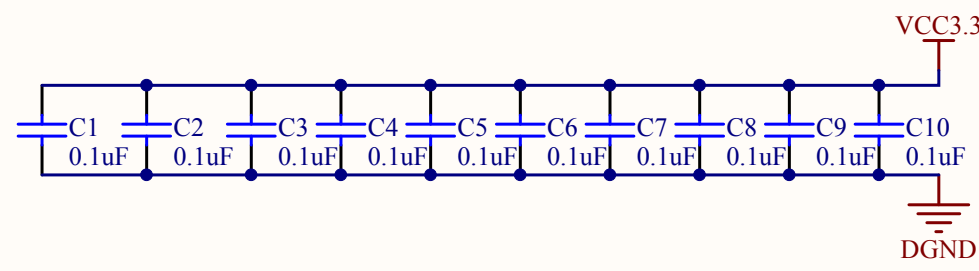 VCC3.3
C1 C2 C3 C4 C5 C6 C7 C8 C9 C10
0.1uF 0.1uF 0.1uF 0.1uF 0.1uF 0.1uF 0.1uF 0.1uF 0.1uF 0.1uF
DGND